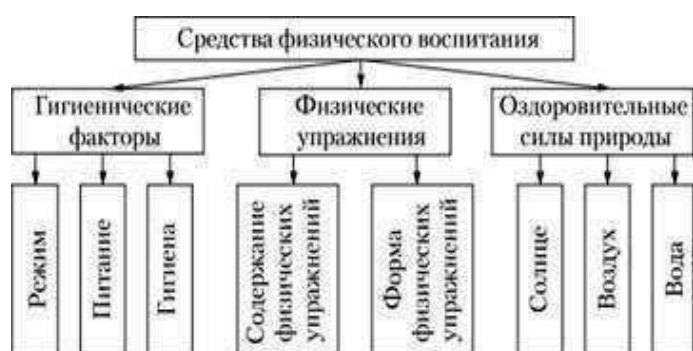 Средства физического воспитания
Гигиенические
факторы
Физические
упражнения
Оздоровительные
силы природы
Режим
Питание
Гигиена
Содержание
физических
упражнений
Форма
физических
упражнений
Солнце
Воздух
Вода